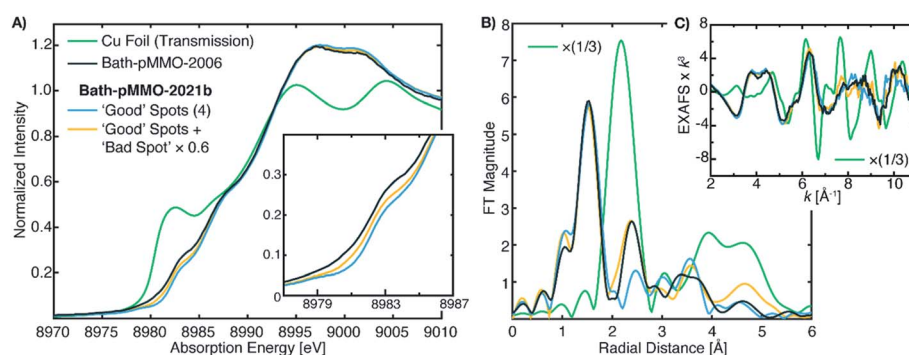 A)
Cu Foil (Transmission)
Bath-pMMO-2006
Bath-pMMO-2021b
‘Good’ Spots (4)
‘Good’ Spots +
‘Bad Spot’ × 0.6
Normalized Intensity
1.2
1.0
0.8
0.6
0.4
0.2
0.3
0.2
0.1
8979 8983 8987
8970 8975 8980 8985 8990 8995 9000 9005 9010
Absorption Energy [eV]
B)
×(1/3)
FT Magnitude
8
7
6
5
4
3
2
1
0
0 1 2 3 4 5 6
Radial Distance [Å]
C)
EXAFS x k³
8
4
0
-4
-8
×(1/3)
2 4 6 8 10
k [Å⁻¹]